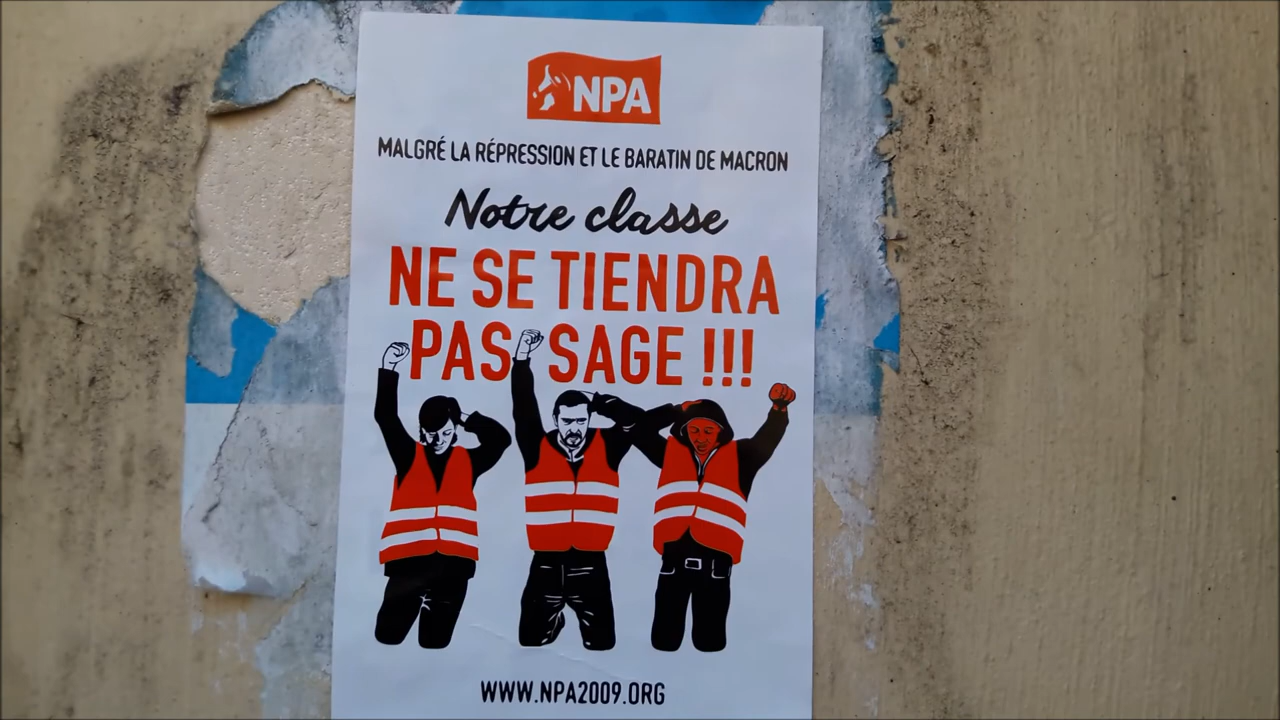 NPA
MALGRÉ LA RÉPRESSION ET LE BARATIN DE MACRON
Notre classe
NE SE TIENDRA
PAS SAGE !!!
WWW.NPA2009.ORG